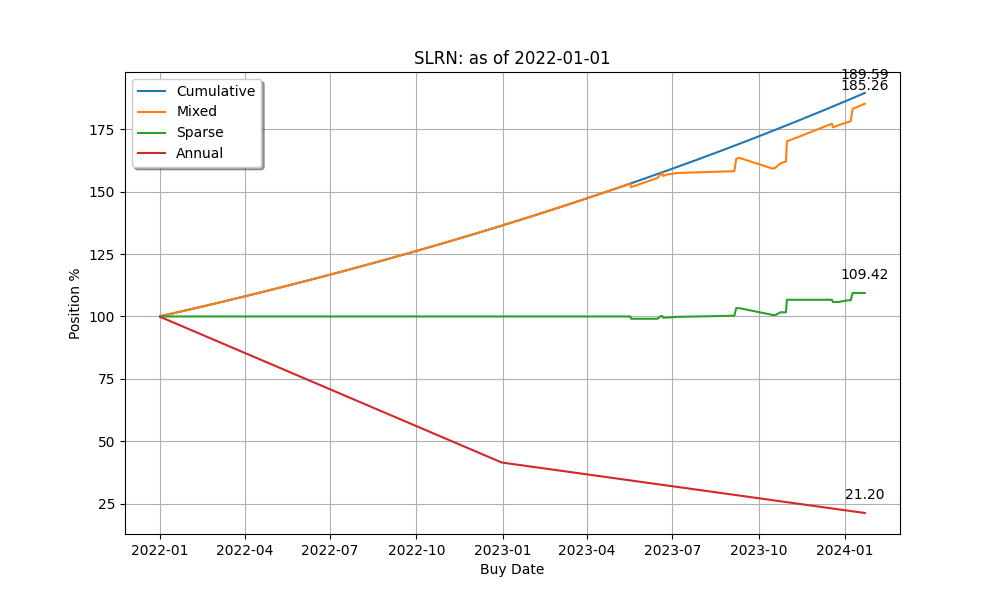 SLRN: as of 2022-01-01
189.59
185.26
109.42
21.20
Cumulative
Mixed
Sparse
Annual
Position %
175
150
125
100
75
50
25
2022-01 2022-04 2022-07 2022-10 2023-01 2023-04 2023-07 2023-10 2024-01
Buy Date